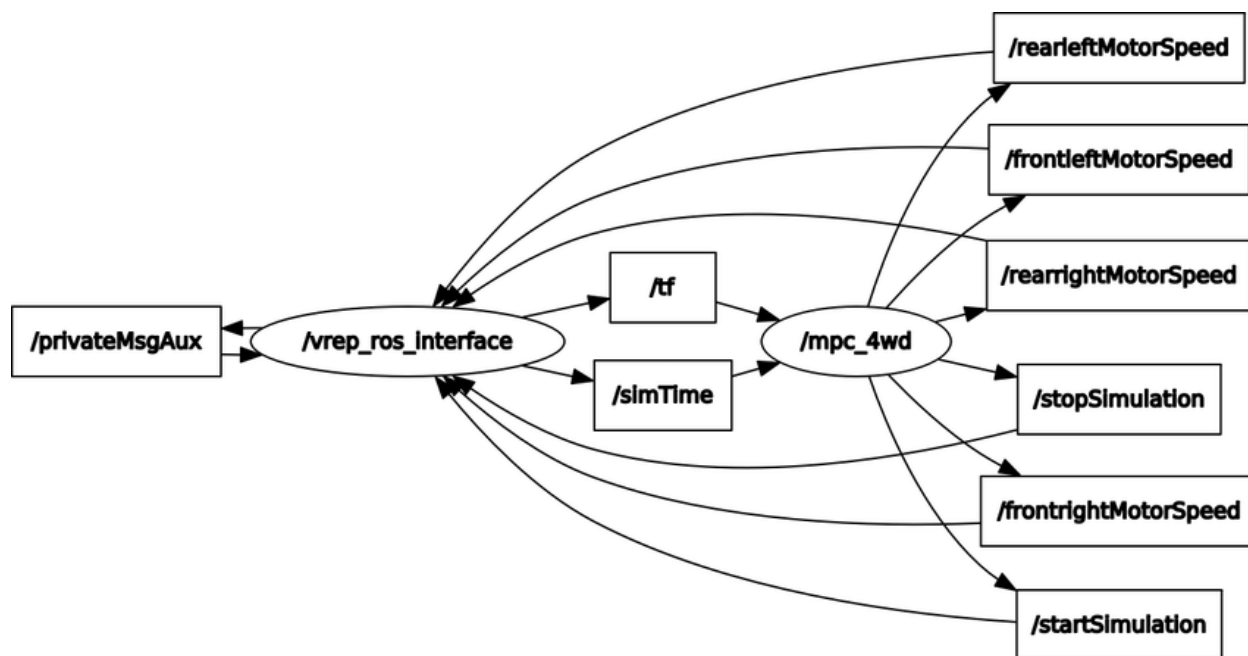 /rearleftMotorSpeed
/frontleftMotorSpeed
/rearrightMotorSpeed
/tf
/privateMsgAux
/vrep_ros_interface
/mpc_4wd
/simTime
/stopSimulation
/frontrightMotorSpeed
/startSimulation